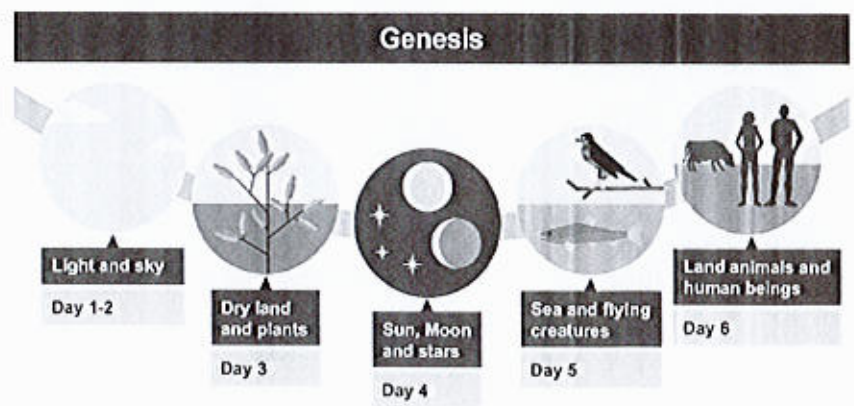 Genesis
Light and sky
Day 1-2
Dry land
and plants
Day 3
Sun, Moon
and stars
Day 4
Sea and flying
creatures
Day 5
Land animals and
human beings
Day 6